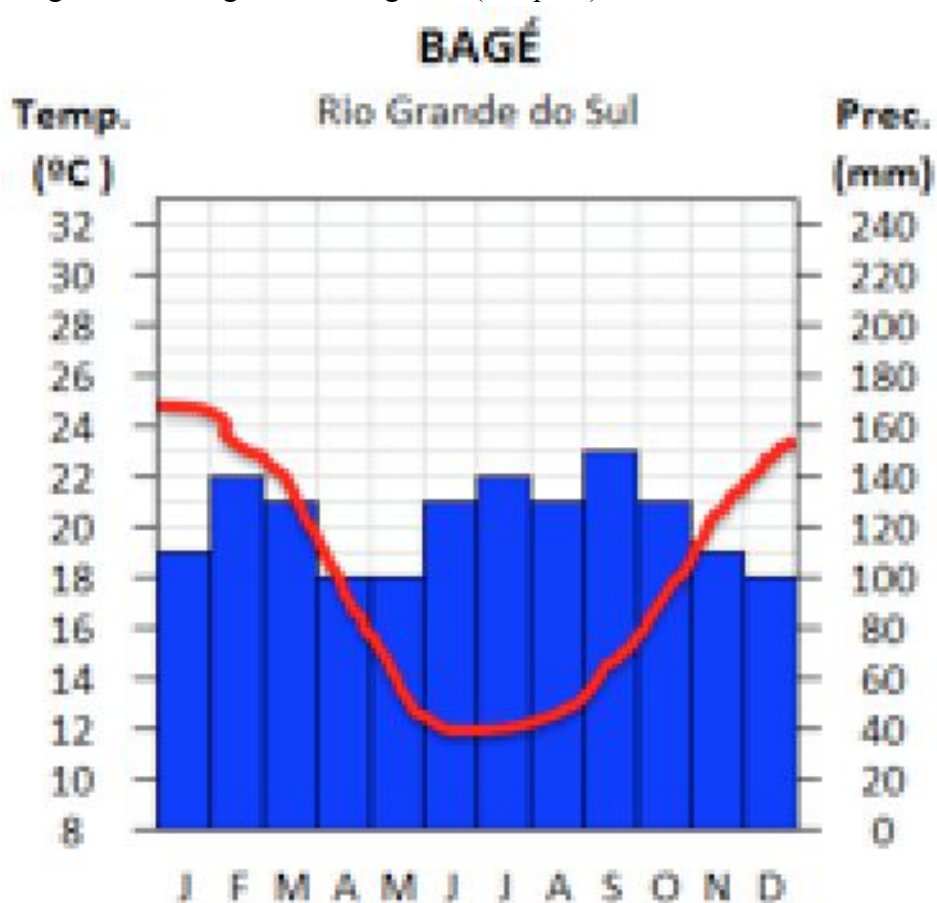 BAGÉ
Rio Grande do Sul
Temp.
(ºC )
Prec.
(mm)
32 240
30 220
28 200
26 180
24 160
22 140
20 120
18 100
16 80
14 60
12 40
10 20
8 0
J F M A M J J A S O N D